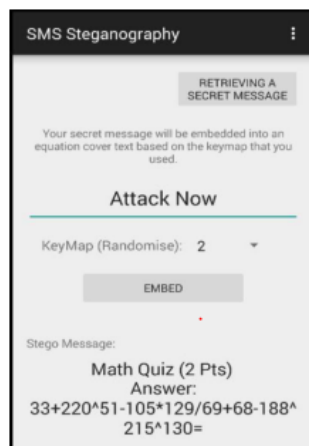 SMS Steganography
RETRIEVING A
SECRET MESSAGE
Your secret message will be embedded into an
equation cover text based on the keymap that you
used.
Attack Now
KeyMap (Randomise): 2
EMBED
Stego Message:
Math Quiz (2 Pts)
Answer:
33+220^51-105*129/69+68-188^
215^130=